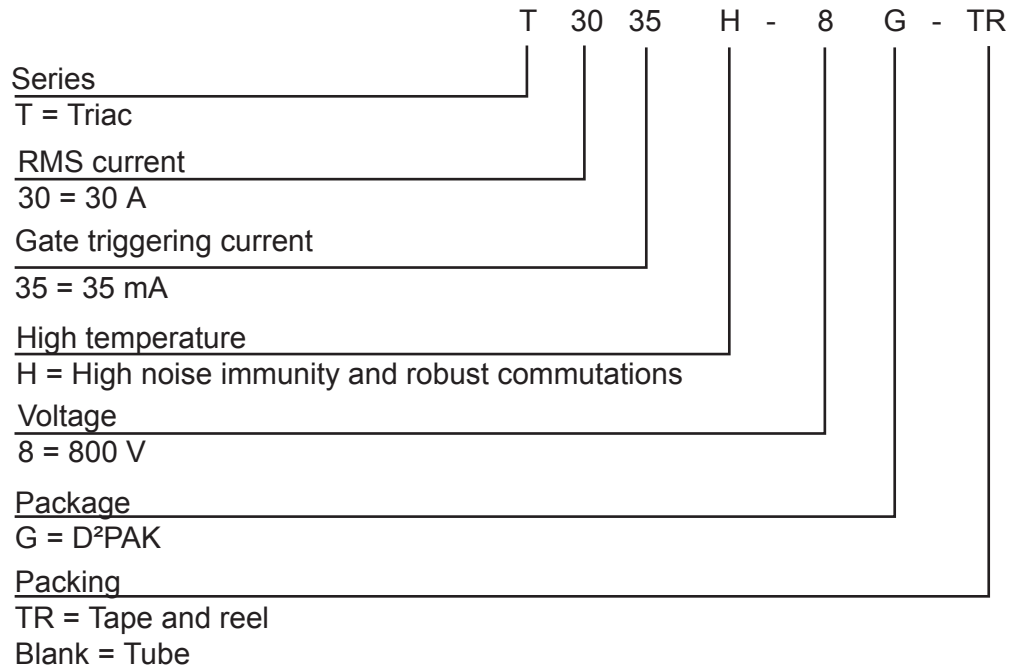 T 30 35 H - 8 G - TR
Series
T = Triac
RMS current
30 = 30 A
Gate triggering current
35 = 35 mA
High temperature
H = High noise immunity and robust commutations
Voltage
8 = 800 V
Package
G = D²PAK
Packing
TR = Tape and reel
Blank = Tube